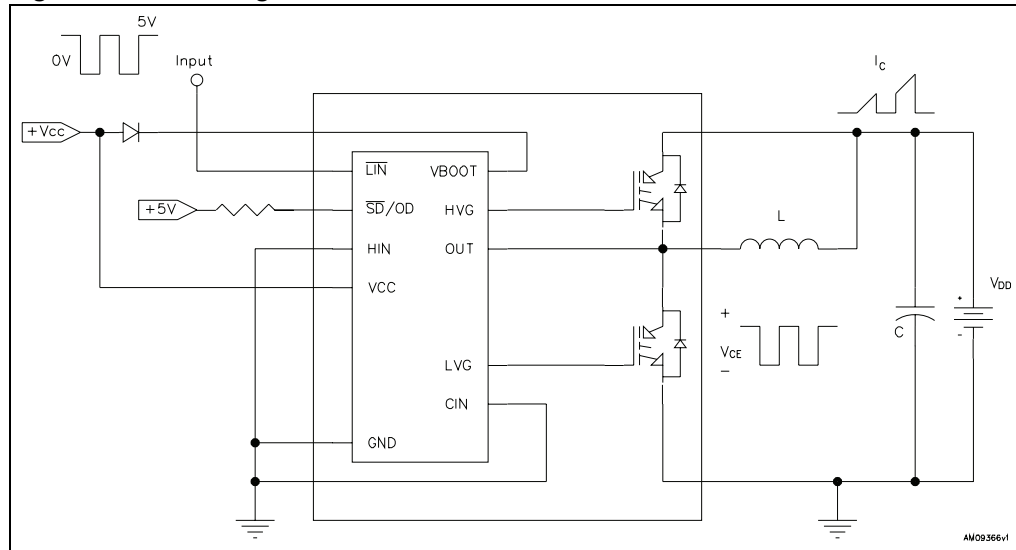 5V
0V
Input
IC
+Vcc
LIN
VBOOT
+5V
SD/OD
HVG
L
HIN
OUT
VCC
VDD
+
+
C
-
VCE
-
LVG
CIN
GND
AM09366v1